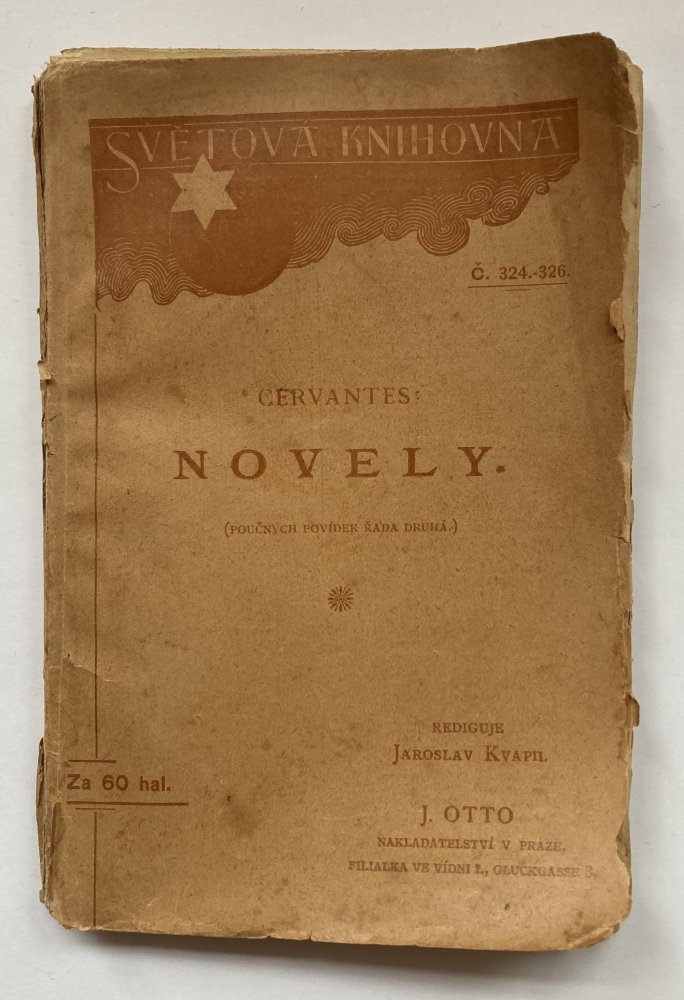 SVĚTOVÁ KNIHOVNA
Č. 324.-326.
CERVANTES:
NOVELY.
(POUČNÝCH POVÍDEK ŘADA DRUHÁ.)
REDIGUJE
JAROSLAV KVAPIL
Za 60 hal.
J. OTTO
NAKLADATELSTVÍ V PRAZE.
FILIALKA VE VÍDNI I., GLUCKGASSE 3.